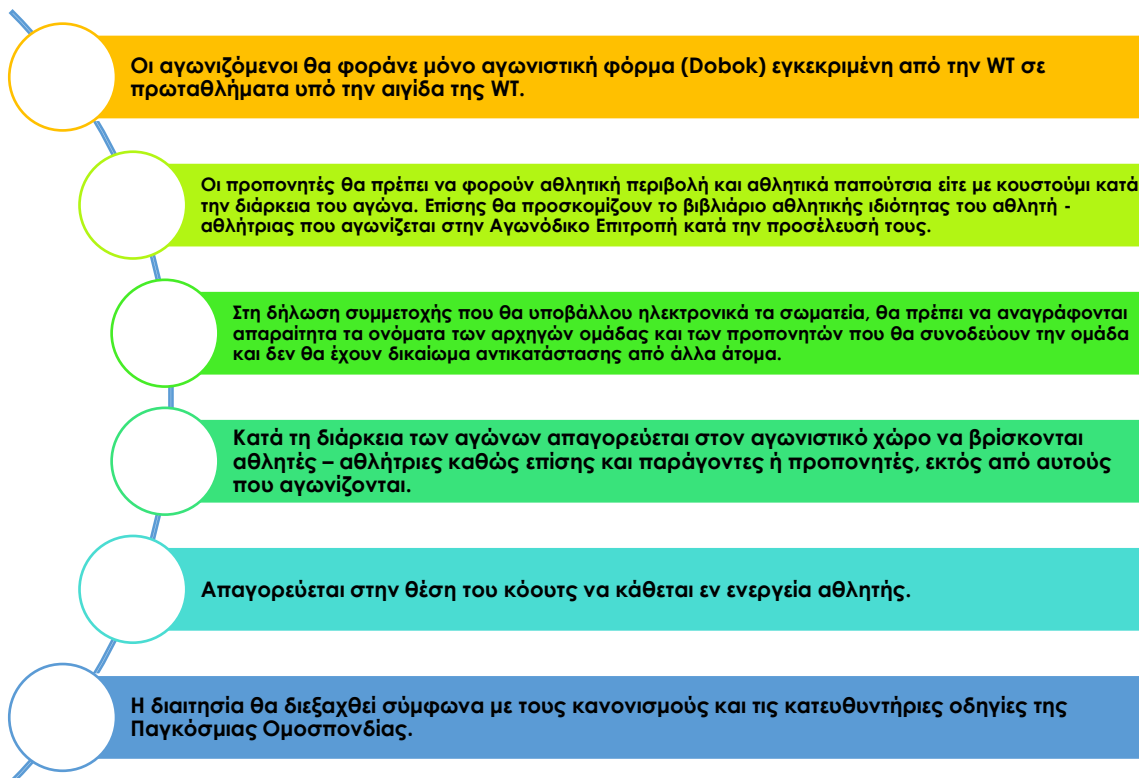 Οι αγωνιζόμενοι θα φοράνε μόνο αγωνιστική φόρμα (Dobok) εγκεκριμένη από την WT σε
πρωταθλήματα υπό την αιγίδα της WT.
Οι προπονητές θα πρέπει να φορούν αθλητική περιβολή και αθλητικά παπούτσια είτε με κουστούμι κατά
την διάρκεια του αγώνα. Επίσης θα προσκομίζουν το βιβλιάριο αθλητικής ιδιότητας του αθλητή -
αθλήτριας που αγωνίζεται στην Αγωνόδικο Επιτροπή κατά την προσέλευσή τους.
Στη δήλωση συμμετοχής που θα υποβάλλου ηλεκτρονικά τα σωματεία, θα πρέπει να αναγράφονται
απαραίτητα τα ονόματα των αρχηγών ομάδας και των προπονητών που θα συνοδεύουν την ομάδα
και δεν θα έχουν δικαίωμα αντικατάστασης από άλλα άτομα.
Κατά τη διάρκεια των αγώνων απαγορεύεται στον αγωνιστικό χώρο να βρίσκονται
αθλητές – αθλήτριες καθώς επίσης και παράγοντες ή προπονητές, εκτός από αυτούς
που αγωνίζονται.
Απαγορεύεται στην θέση του κόουτς να κάθεται εν ενεργεία αθλητής.
Η διαιτησία θα διεξαχθεί σύμφωνα με τους κανονισμούς και τις κατευθυντήριες οδηγίες της
Παγκόσμιας Ομοσπονδίας.